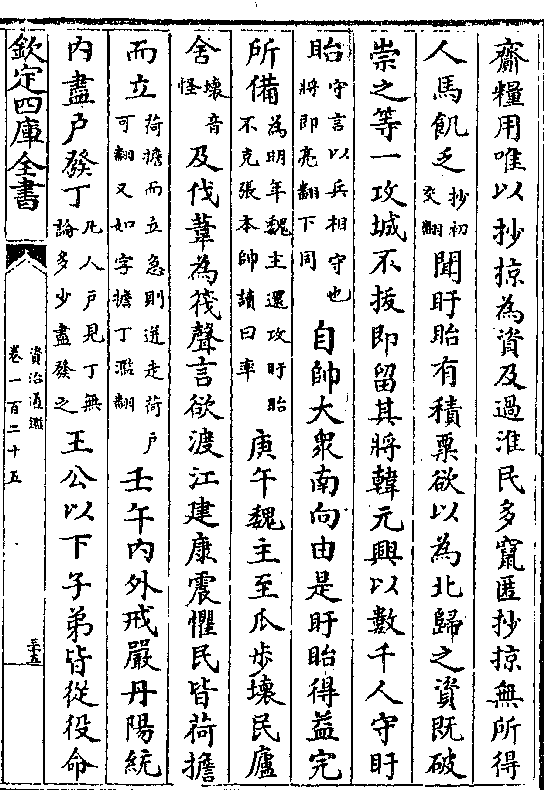 齎糧用唯以抄掠為資及過淮民多竄匿抄掠無所得
人馬飢乏抄初交翻聞盱眙有積粟欲以為北歸之資既破
崇之等一攻城不拔即留其將韓元興以數千人守盱
眙守言以兵相守也將即亮翻下同自帥大衆南向由是盱眙得益完
所備為明年魏主還攻盱眙不克張本帥讀曰率庚午魏主至瓜步壞民廬
舍壞音怪及伐葦為筏聲言欲渡江建康震懼民皆荷擔
而立荷擔而立急則逆走荷戶可翻又如字擔丁濫翻壬午内外戒嚴丹陽統
内盡戶發丁凡人戶見丁無論多少盡發之王公以下子弟皆從役命
欽定四庫全書
資治通鑑
卷一百二十五
三十五